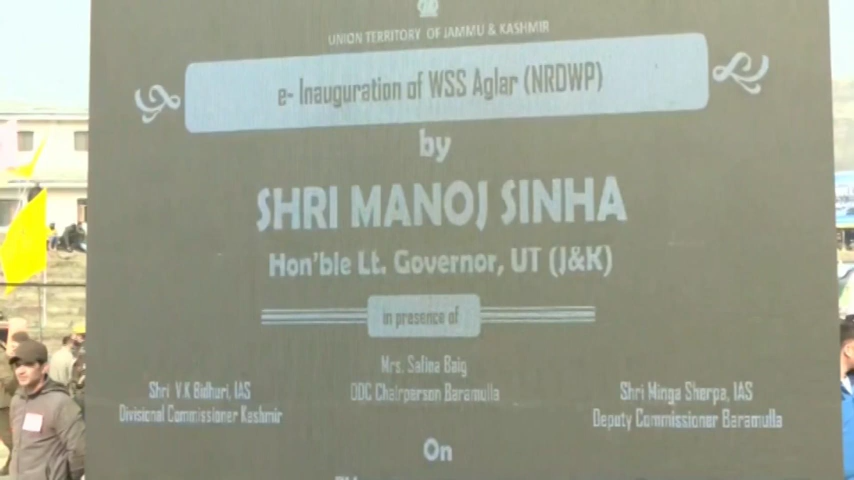 UNION TERRITORY OF JAMMU & KASHMIR
e- Inauguration of WSS Aglar (NRDWP)
by
SHRI MANOJ SINHA
Hon'ble Lt. Governor, UT (J&K)
in presence of
Mrs. Safina Baig
DDC Chairperson Baramulla
Shri V.K Bidhuri, IAS
Divisional Commissioner Kashmir
Shri Minga Sherpa, IAS
Deputy Commissioner Baramulla
On